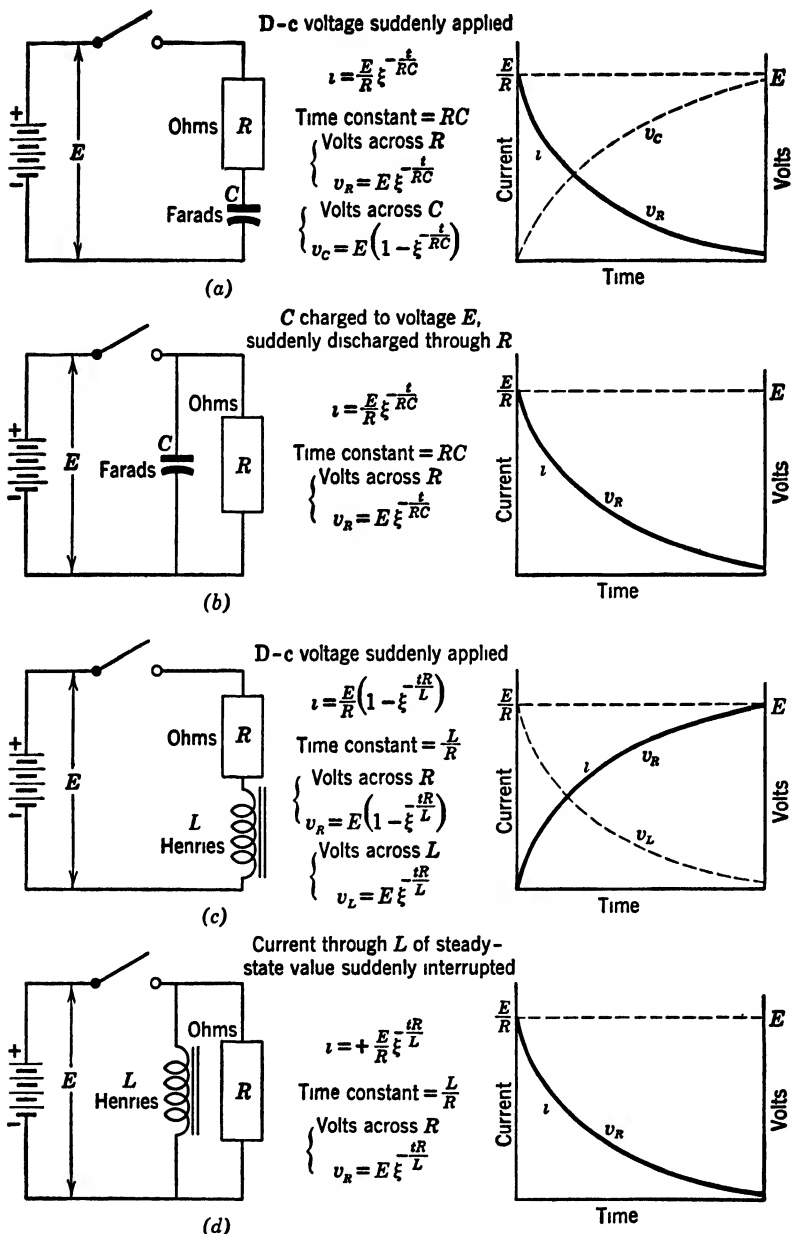 D-c voltage suddenly applied
ı = E/R ξ^(-t/RC)
Time constant = RC
Volts across R
v_R = E ξ^(-t/RC)
Volts across C
v_C = E(1 - ξ^(-t/RC))
+
-
E
Ohms R
C
Farads
(a)
E/R
E
Current
Volts
ı
v_C
v_R
Time
C charged to voltage E,
suddenly discharged through R
ı = E/R ξ^(-t/RC)
Time constant = RC
Volts across R
v_R = E ξ^(-t/RC)
+
-
E
C
Farads
Ohms
R
(b)
E/R
E
Current
Volts
ı
v_R
Time
D-c voltage suddenly applied
ı = E/R(1 - ξ^(-tR/L))
Time constant = L/R
Volts across R
v_R = E(1 - ξ^(-tR/L))
Volts across L
v_L = E ξ^(-tR/L)
+
-
E
Ohms R
L
Henries
(c)
E/R
E
Current
Volts
ı
v_R
v_L
Time
Current through L of steady-
state value suddenly interrupted
ı = + E/R ξ^(-tR/L)
Time constant = L/R
Volts across R
v_R = E ξ^(-tR/L)
+
-
E
L
Henries
Ohms
R
(d)
E/R
E
Current
Volts
ı
v_R
Time